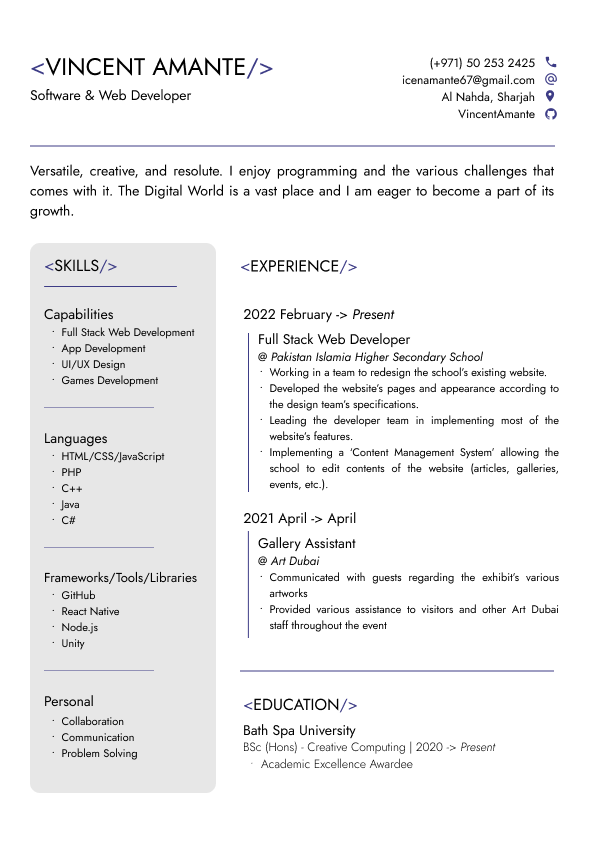 <VINCENT AMANTE/>
Software & Web Developer
(+971) 50 253 2425
icenamante67@gmail.com
Al Nahda, Sharjah
VincentAmante
Versatile, creative, and resolute. I enjoy programming and the various challenges that
comes with it. The Digital World is a vast place and I am eager to become a part of its
growth.
<SKILLS/>
Capabilities
· Full Stack Web Development
· App Development
· UI/UX Design
· Games Development
Languages
· HTML/CSS/JavaScript
· PHP
· C++
· Java
· C#
Frameworks/Tools/Libraries
· GitHub
· React Native
· Node.js
· Unity
Personal
· Collaboration
· Communication
· Problem Solving
<EXPERIENCE/>
2022 February -> Present
Full Stack Web Developer
@ Pakistan Islamia Higher Secondary School
· Working in a team to redesign the school's existing website.
· Developed the website's pages and appearance according to
the design team's specifications.
· Leading the developer team in implementing most of the
website's features.
· Implementing a 'Content Management System' allowing the
school to edit contents of the website (articles, galleries,
events, etc.).
2021 April -> April
Gallery Assistant
@ Art Dubai
· Communicated with guests regarding the exhibit's various
artworks
· Provided various assistance to visitors and other Art Dubai
staff throughout the event
<EDUCATION/>
Bath Spa University
BSc (Hons) - Creative Computing | 2020 -> Present
· Academic Excellence Awardee